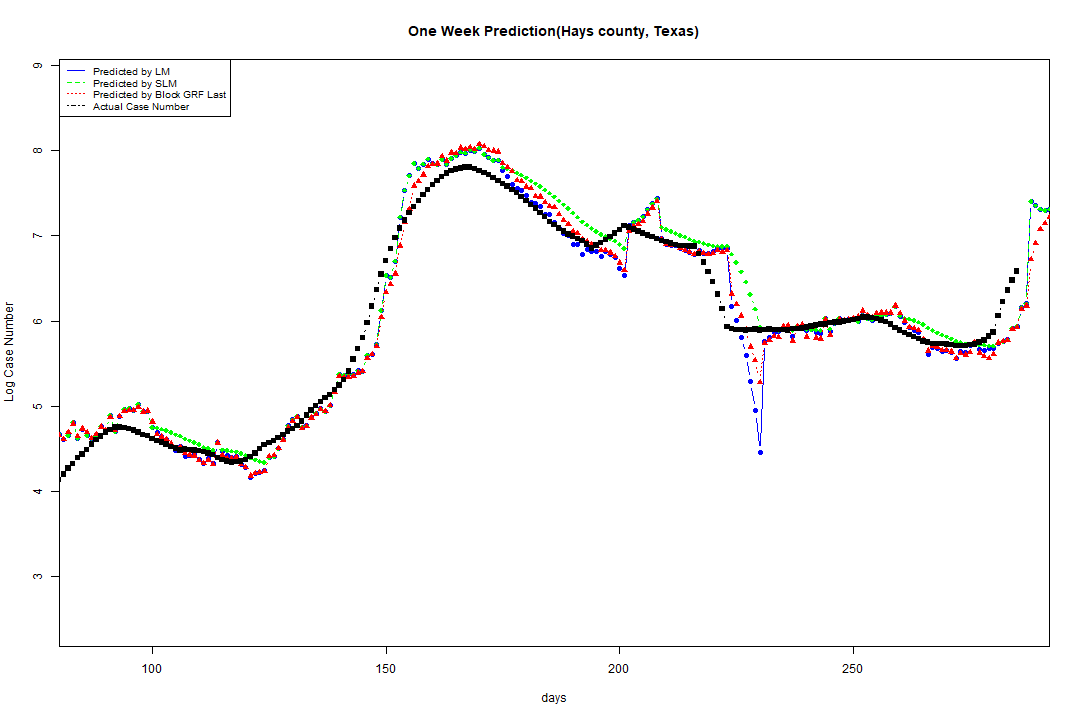 One Week Prediction(Hays county, Texas)
Predicted by LM
Predicted by SLM
Predicted by Block GRF Last
Actual Case Number
9
8
7
6
5
4
3
Log Case Number
100 150 200 250
days